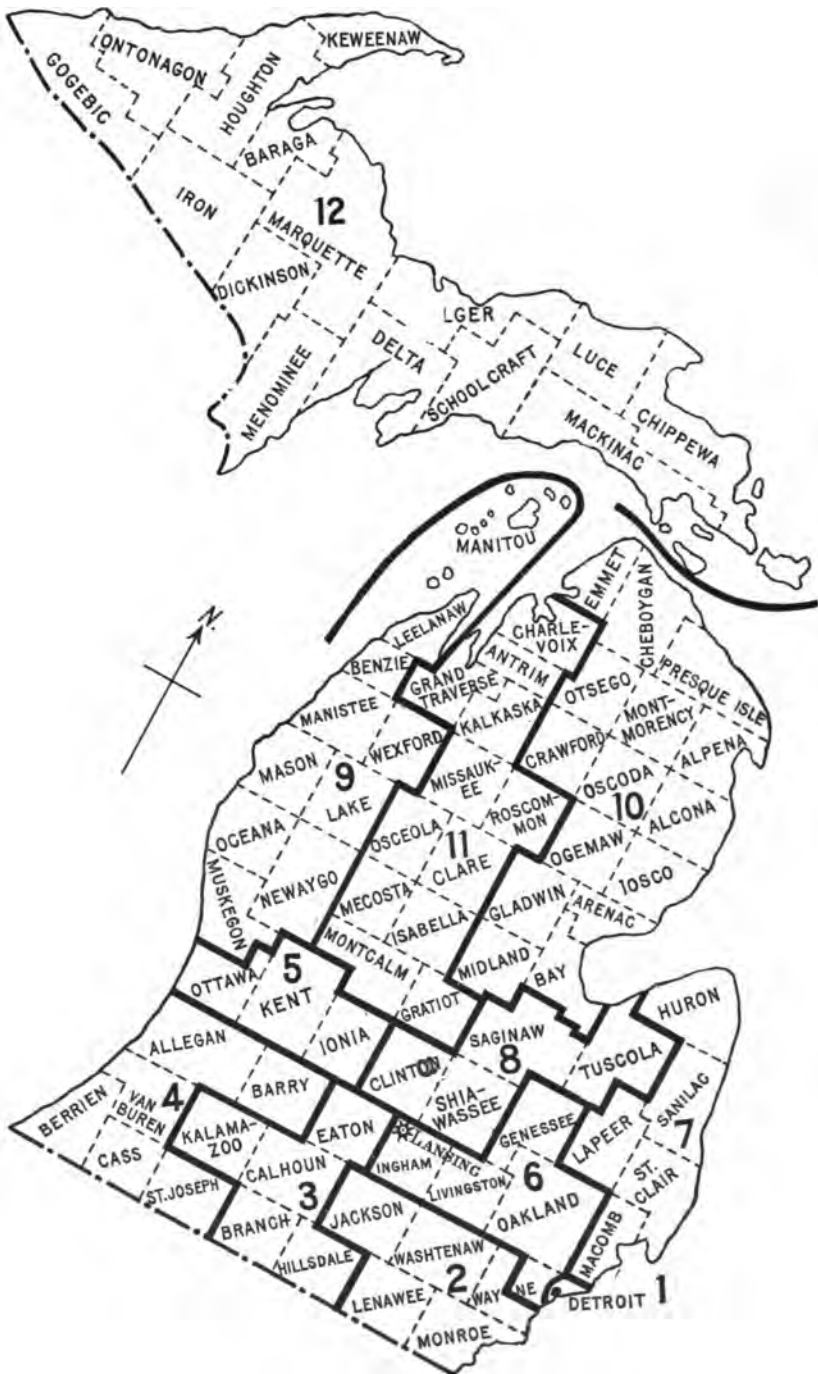 KEWEENAW
ONTONAGON
HOUGHTON
GOGEBIC
BARAGA
IRON
12
MARQUETTE
DICKINSON
LGER
DELTA
LUCE
SCHOOLCRAFT
MENOMINEE
CHIPPEWA
MACKINAC
MANITOU
EMMET
CHEBOYGAN
N.
LEELANAW
CHARLE-
VOIX
BENZIE
ANTRIM
PRESQUE ISLE
GRAND
TRAVERSE
OTSEGO
MONT-
MORENCY
MANISTEE
KALKASKA
WEXFORD
CRAWFORD
ALPENA
MASON
MISSAUK-
EE
OSCODA
9
LAKE
ROSCOM-
MON
10
ALCONA
OCEANA
OSCEOLA
11
CLARE
OGEMAW
IOSCO
MUSKEGON
NEWAYGO
MECOSTA
ISABELLA
GLADWIN
ARENAC
MONTCALM
MIDLAND
BAY
OTTAWA
5
KENT
GRATIOT
HURON
SAGINAW
ALLEGAN
IONIA
CLINTON
8
TUSCOLA
BARRY
SHIA-
WASSEE
SANILAC
BERRIEN
VAN
BUREN
4
KALAMA-
ZOO
EATON
LANSING
GENESSEE
LAPEER
7
CASS
INGHAM
6
ST.
CLAIR
ST. JOSEPH
CALHOUN
3
LIVINGSTON
OAKLAND
BRANCH
JACKSON
MACOMB
HILLSDALE
WASHTENAW
2
WAYNE
DETROIT 1
LENAWEE
MONROE